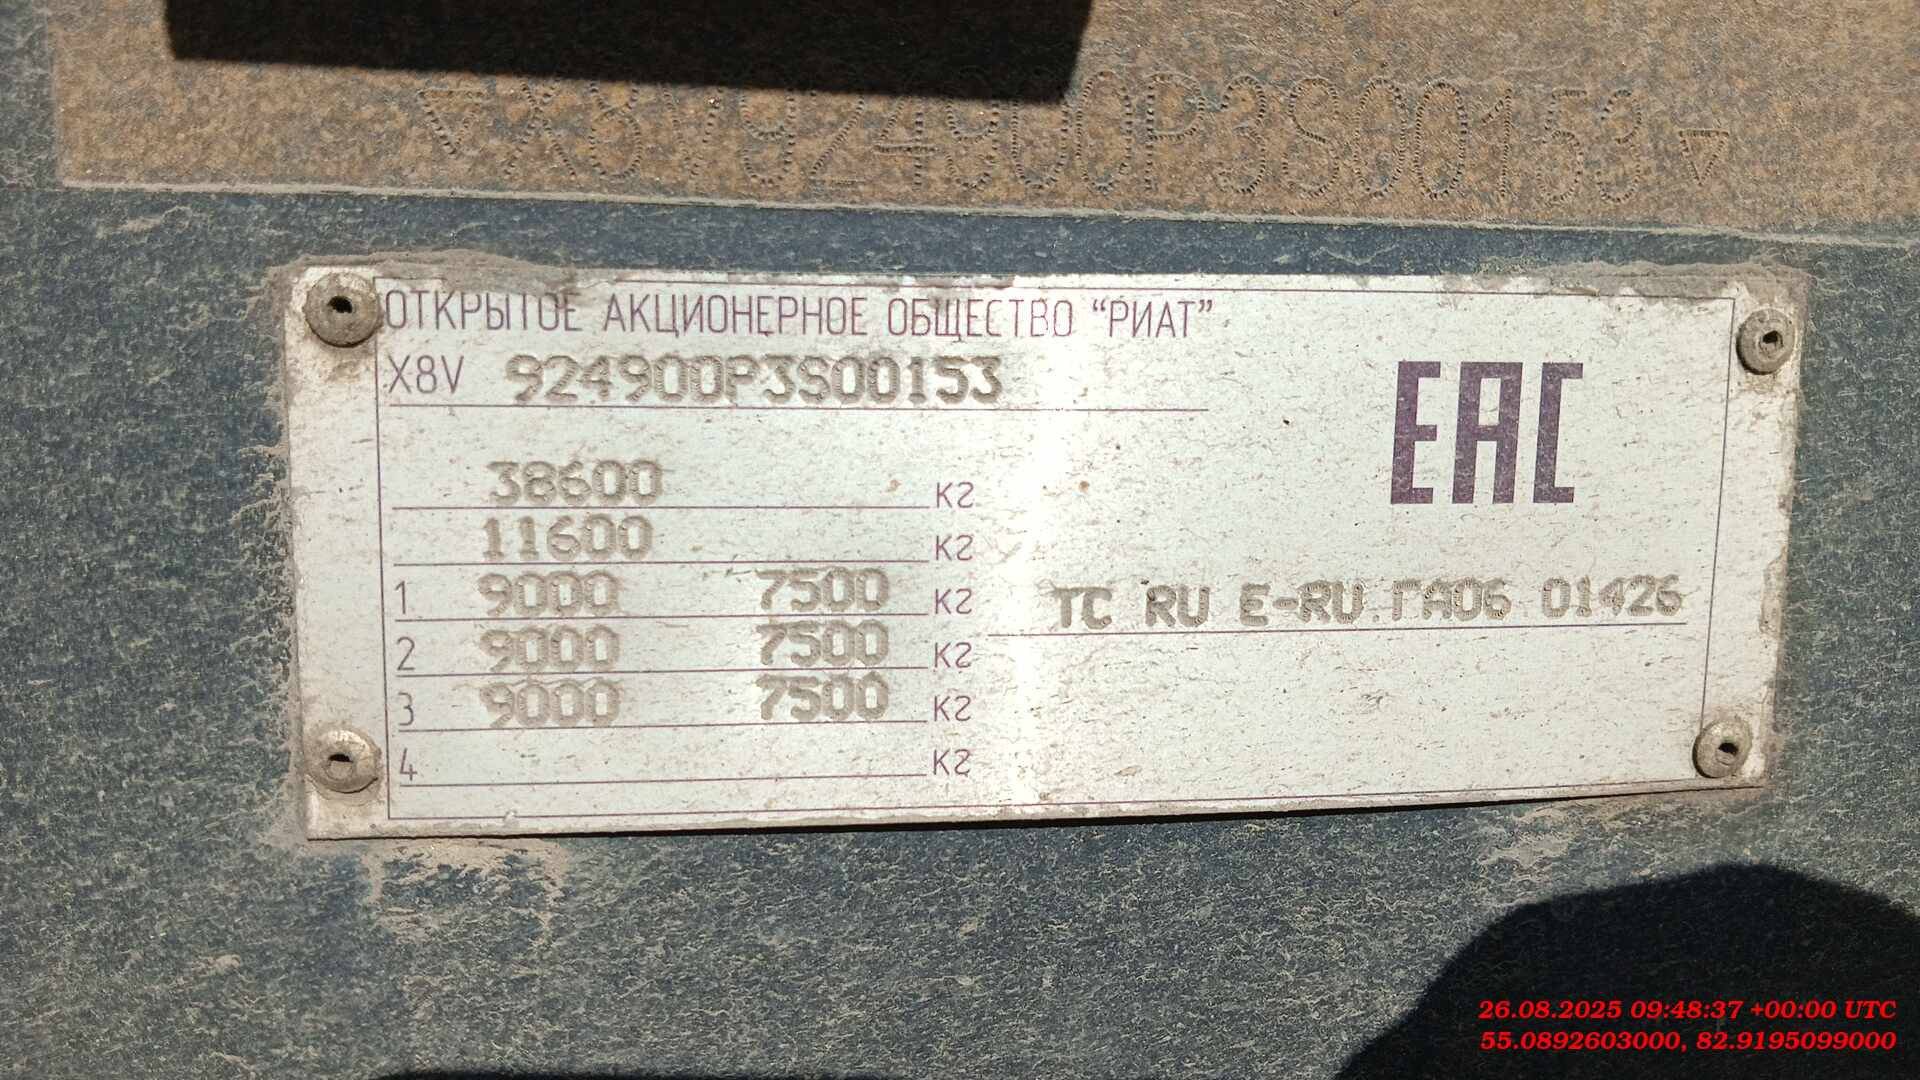 ▽X8V924900P3S00153▽
ОТКРЫТОЕ АКЦИОНЕРНОЕ ОБЩЕСТВО “РИАТ”
X8V 924900P3S00153
EAC
38600 кг
11600 кг
1 9000 7500 кг
TC RU E-RU.ГА06 01426
2 9000 7500 кг
3 9000 7500 кг
4 кг
26.08.2025 09:48:37 +00:00 UTC
55.0892603000, 82.9195099000